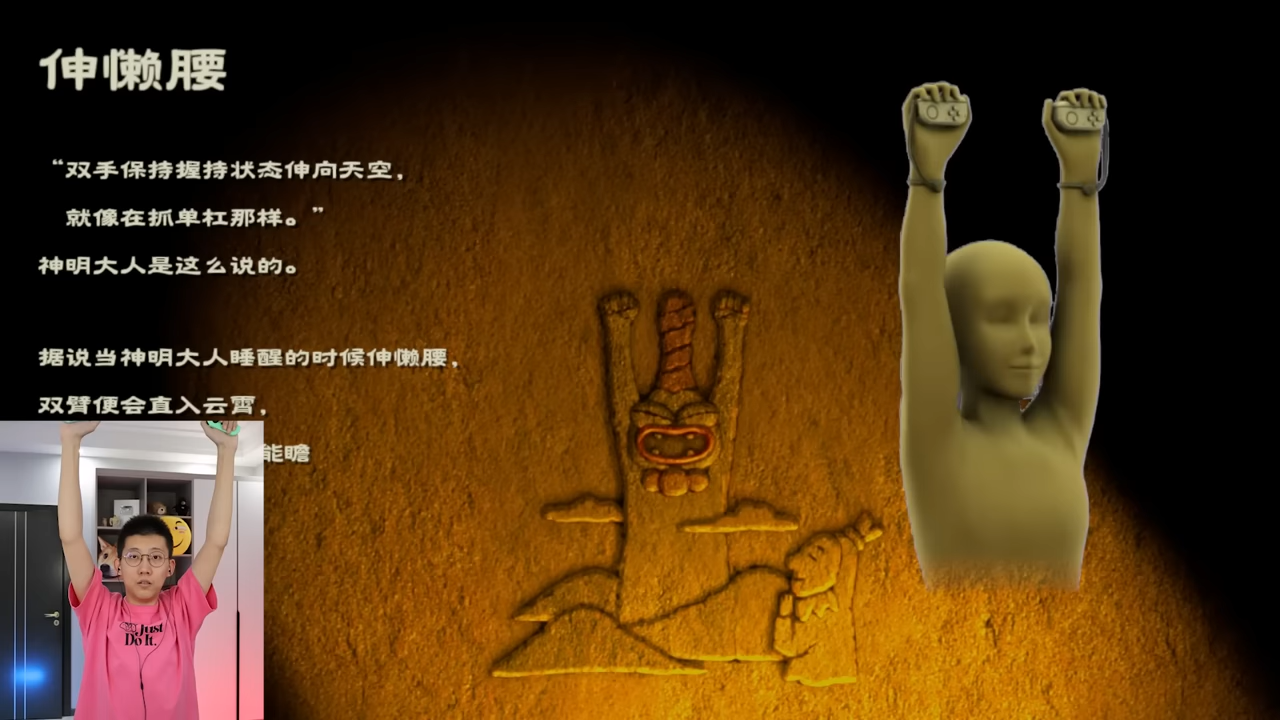 伸懒腰
“双手保持握持状态伸向天空，
就像在抓单杠那样。”
神明大人是这么说的。
据说当神明大人睡醒的时候伸懒腰，
双臂便会直入云霄，
能瞻
Just
Do It.